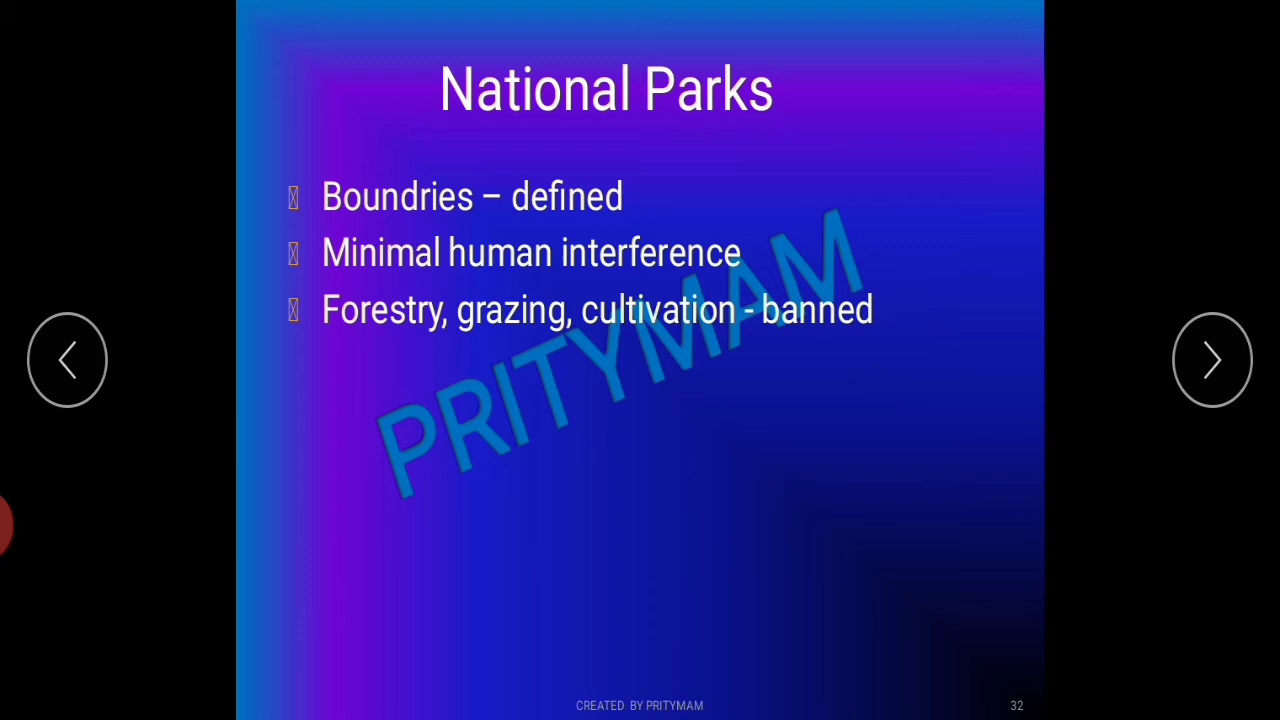 National Parks
Boundries – defined
Minimal human interference
Forestry, grazing, cultivation - banned
PRITYMAM
CREATED BY PRITYMAM
32